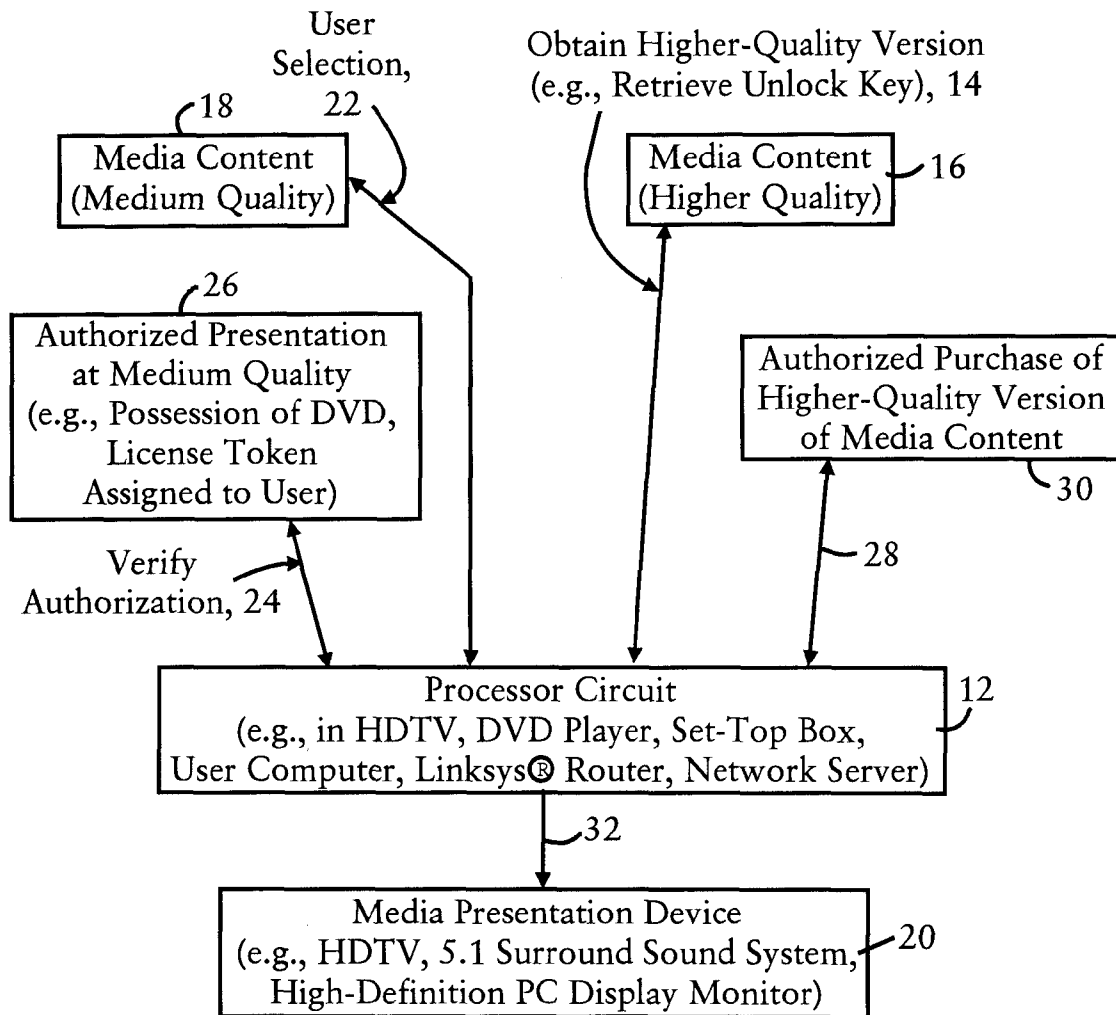 User
Selection,
22
Obtain Higher-Quality Version
(e.g., Retrieve Unlock Key), 14
18
Media Content
(Medium Quality)
Media Content
(Higher Quality)
16
26
Authorized Presentation
at Medium Quality
(e.g., Possession of DVD,
License Token
Assigned to User)
Authorized Purchase of
Higher-Quality Version
of Media Content
30
Verify
Authorization, 24
28
Processor Circuit
(e.g., in HDTV, DVD Player, Set-Top Box,
User Computer, Linksys® Router, Network Server)
12
32
Media Presentation Device
(e.g., HDTV, 5.1 Surround Sound System,
High-Definition PC Display Monitor)
20